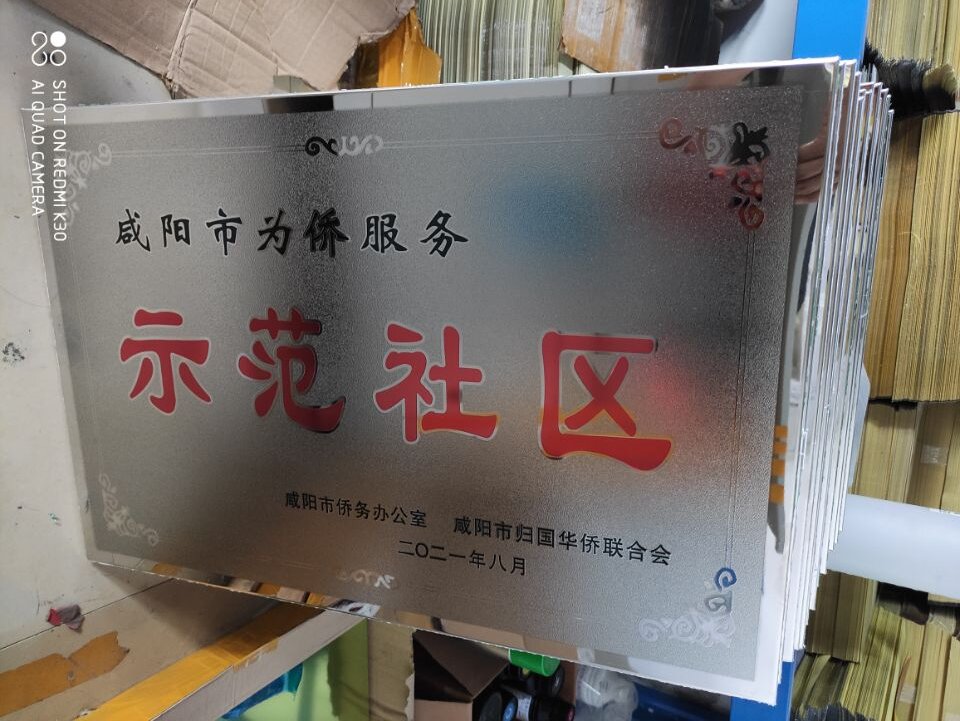 咸阳市为侨服务
示范社区
咸阳市侨务办公室 咸阳市归国华侨联合会
二〇二一年八月
SHOT ON REDMI K30
AI QUAD CAMERA